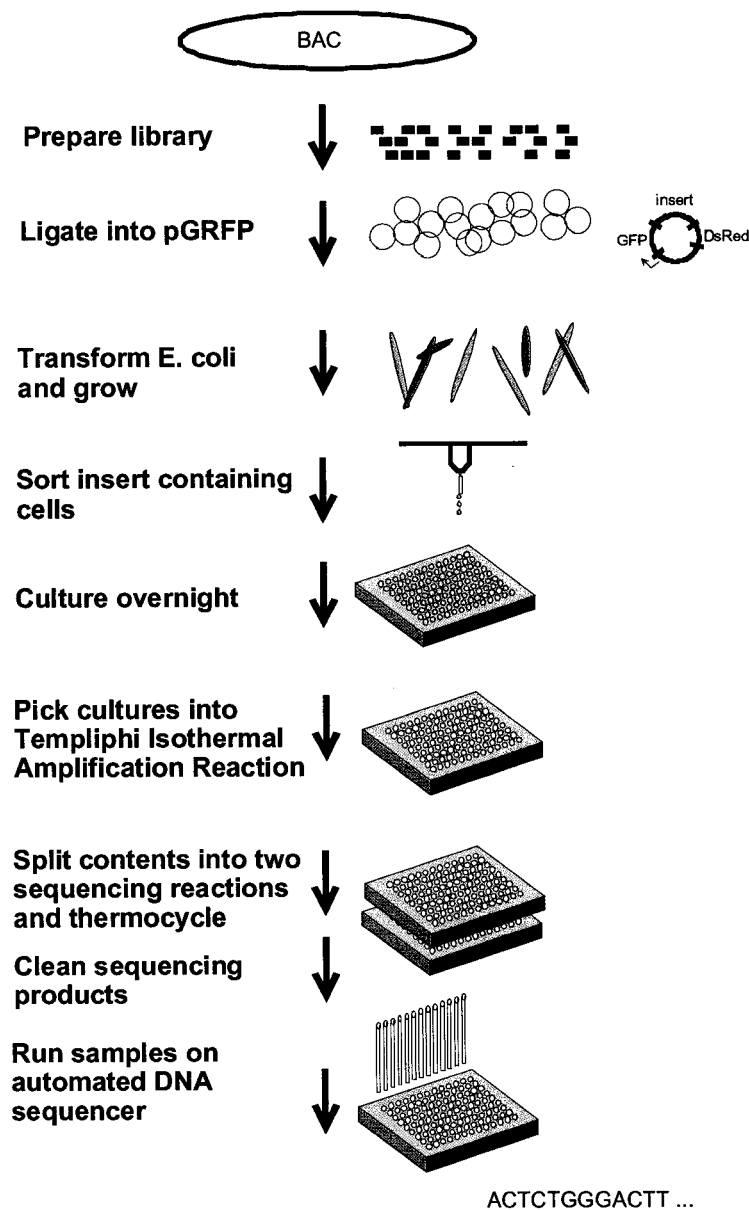 BAC
Prepare library
Ligate into pGRFP
insert
GFP
DsRed
Transform E. coli
and grow
Sort insert containing
cells
Culture overnight
Pick cultures into
Templiphi Isothermal
Amplification Reaction
Split contents into two
sequencing reactions
and thermocycle
Clean sequencing
products
Run samples on
automated DNA
sequencer
ACTCTGGGACTT ...